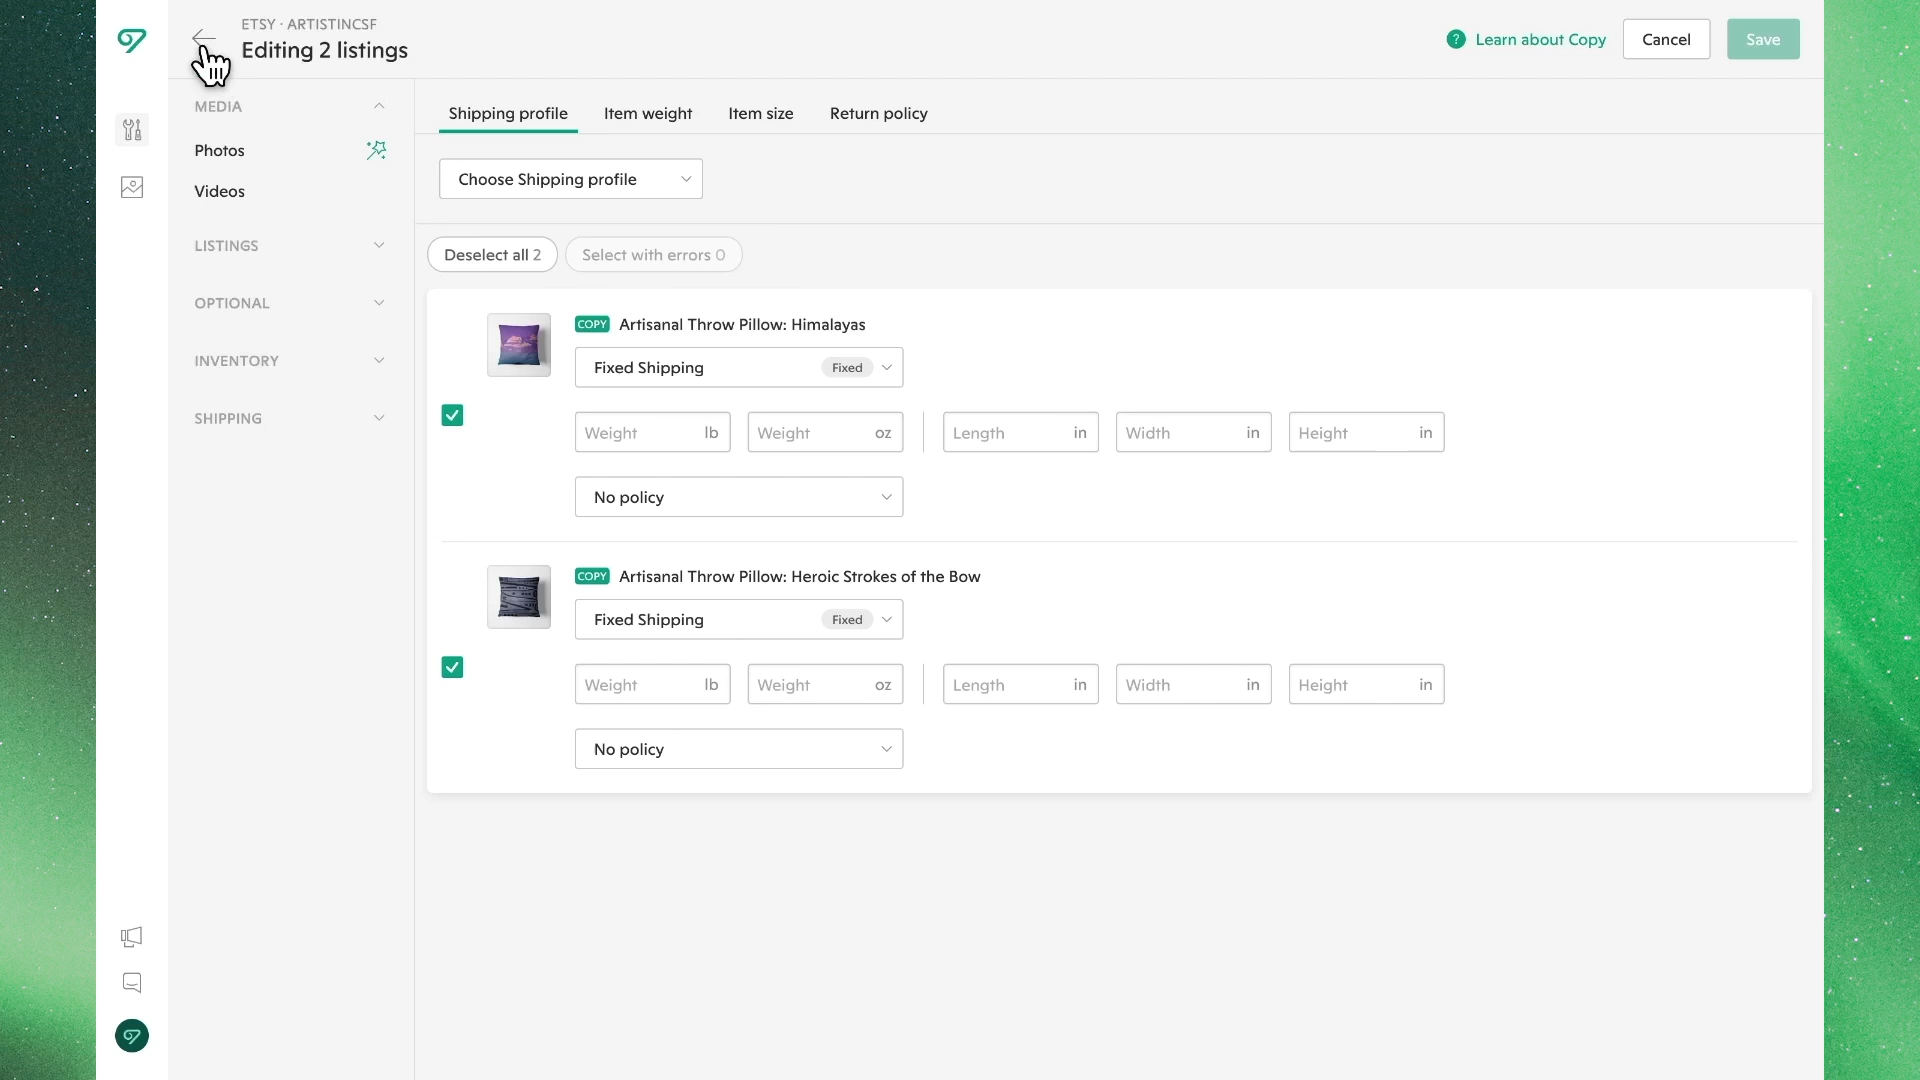 ETSY · ARTISTINCSF
Editing 2 listings
? Learn about Copy
Cancel
Save
MEDIA
Photos
Videos
LISTINGS
OPTIONAL
INVENTORY
SHIPPING
Shipping profile
Item weight
Item size
Return policy
Choose Shipping profile
Deselect all 2
Select with errors 0
COPY Artisanal Throw Pillow: Himalayas
Fixed Shipping Fixed
Weight lb
Weight oz
Length in
Width in
Height in
No policy
COPY Artisanal Throw Pillow: Heroic Strokes of the Bow
Fixed Shipping Fixed
Weight lb
Weight oz
Length in
Width in
Height in
No policy